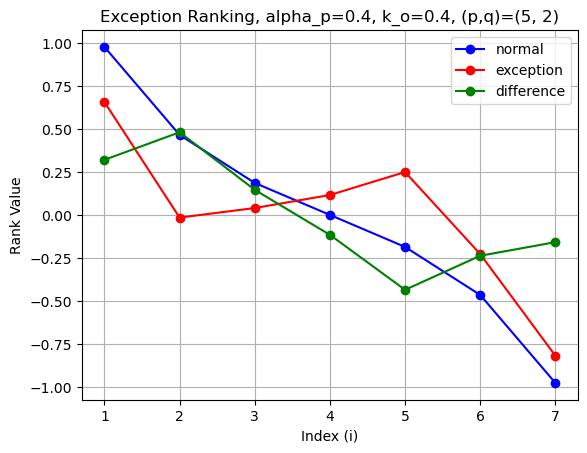 Exception Ranking, alpha_p=0.4, k_o=0.4, (p,q)=(5, 2)
normal
exception
difference
1.00
0.75
0.50
0.25
0.00
−0.25
−0.50
−0.75
−1.00
Rank Value
1 2 3 4 5 6 7
Index (i)